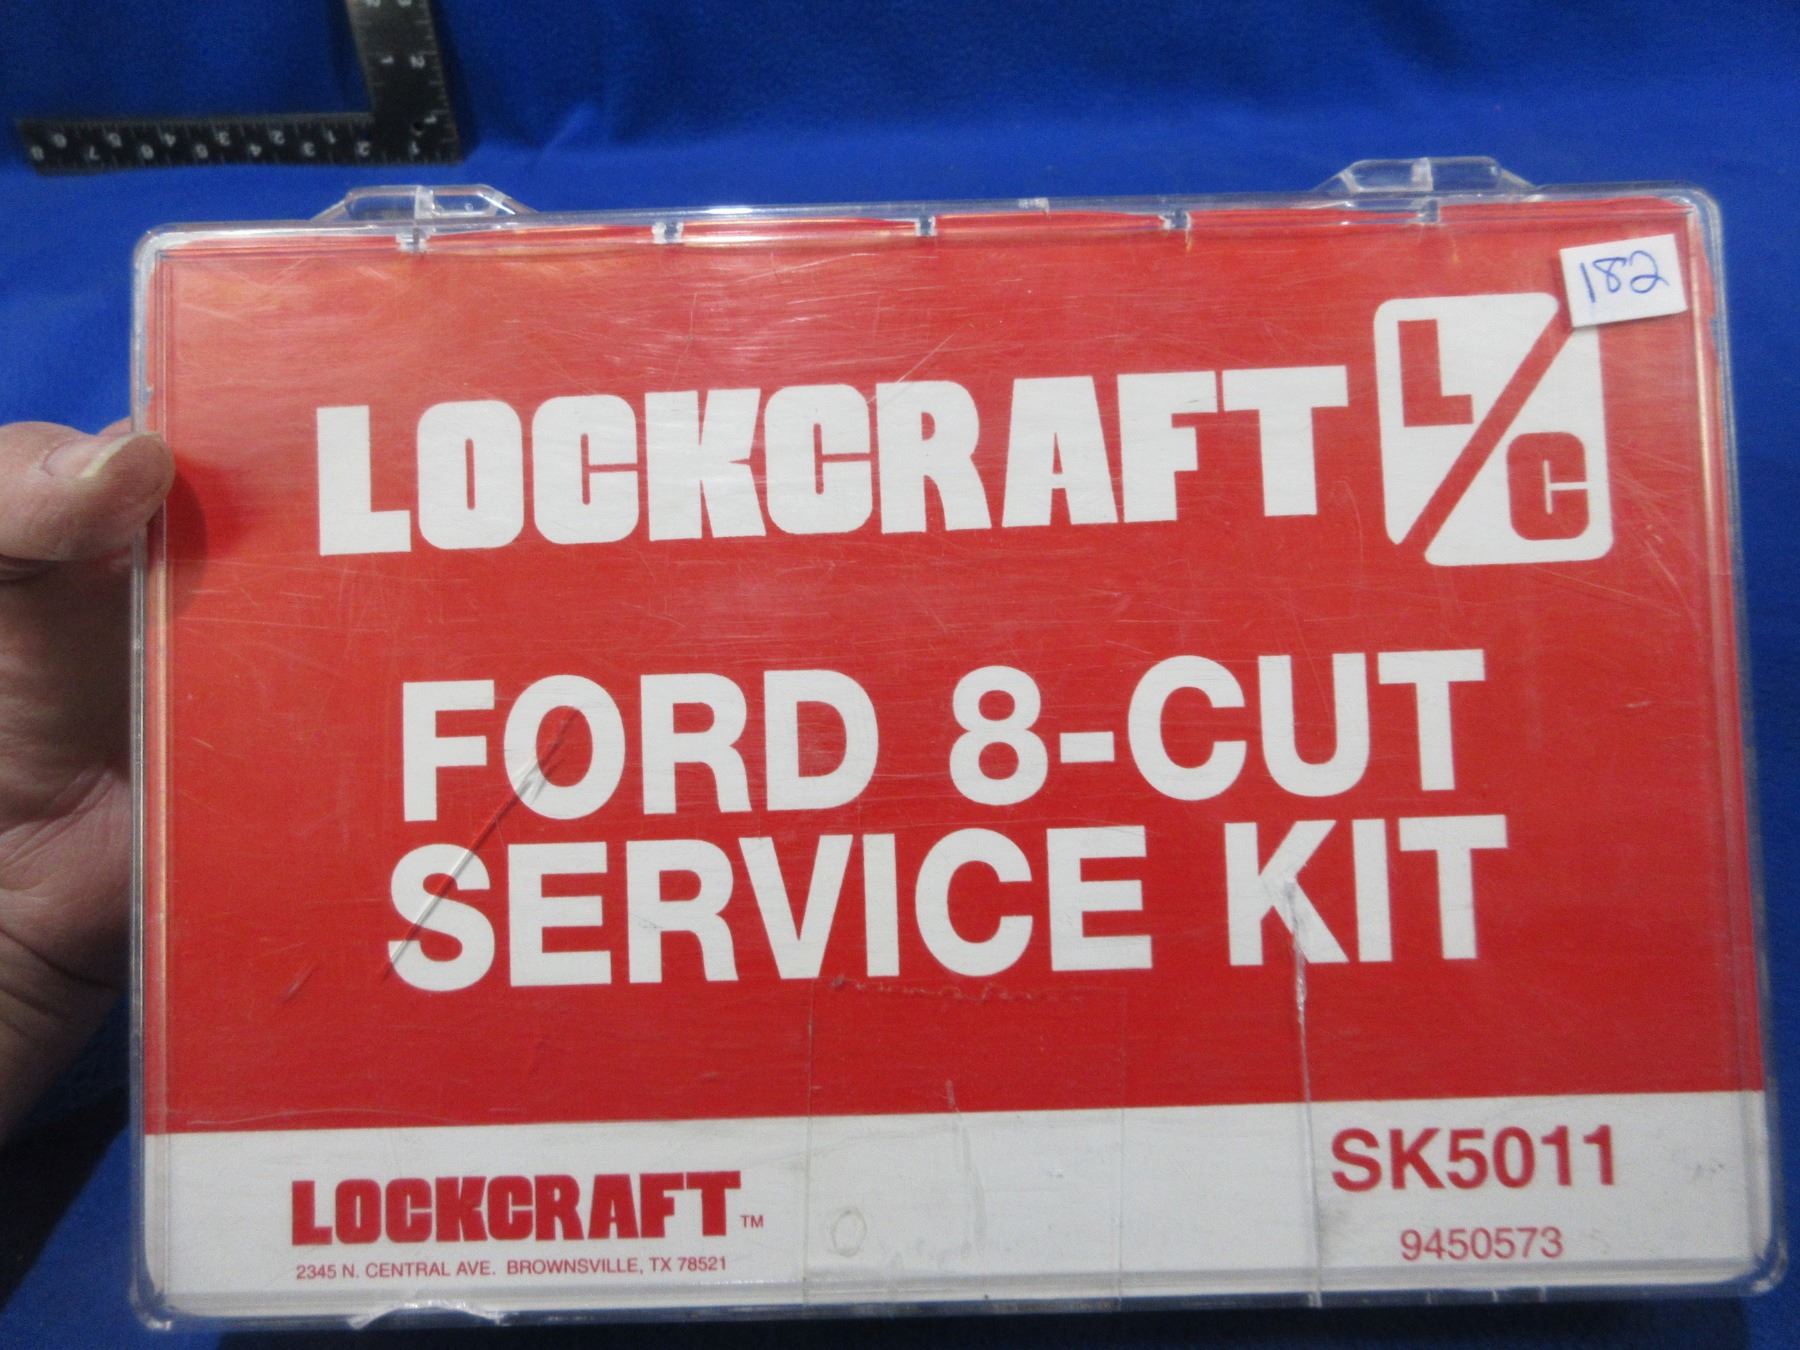 182
LOCKCRAFT L/C
FORD 8-CUT
SERVICE KIT
LOCKCRAFT™
2345 N. CENTRAL AVE. BROWNSVILLE, TX 78521
SK5011
9450573